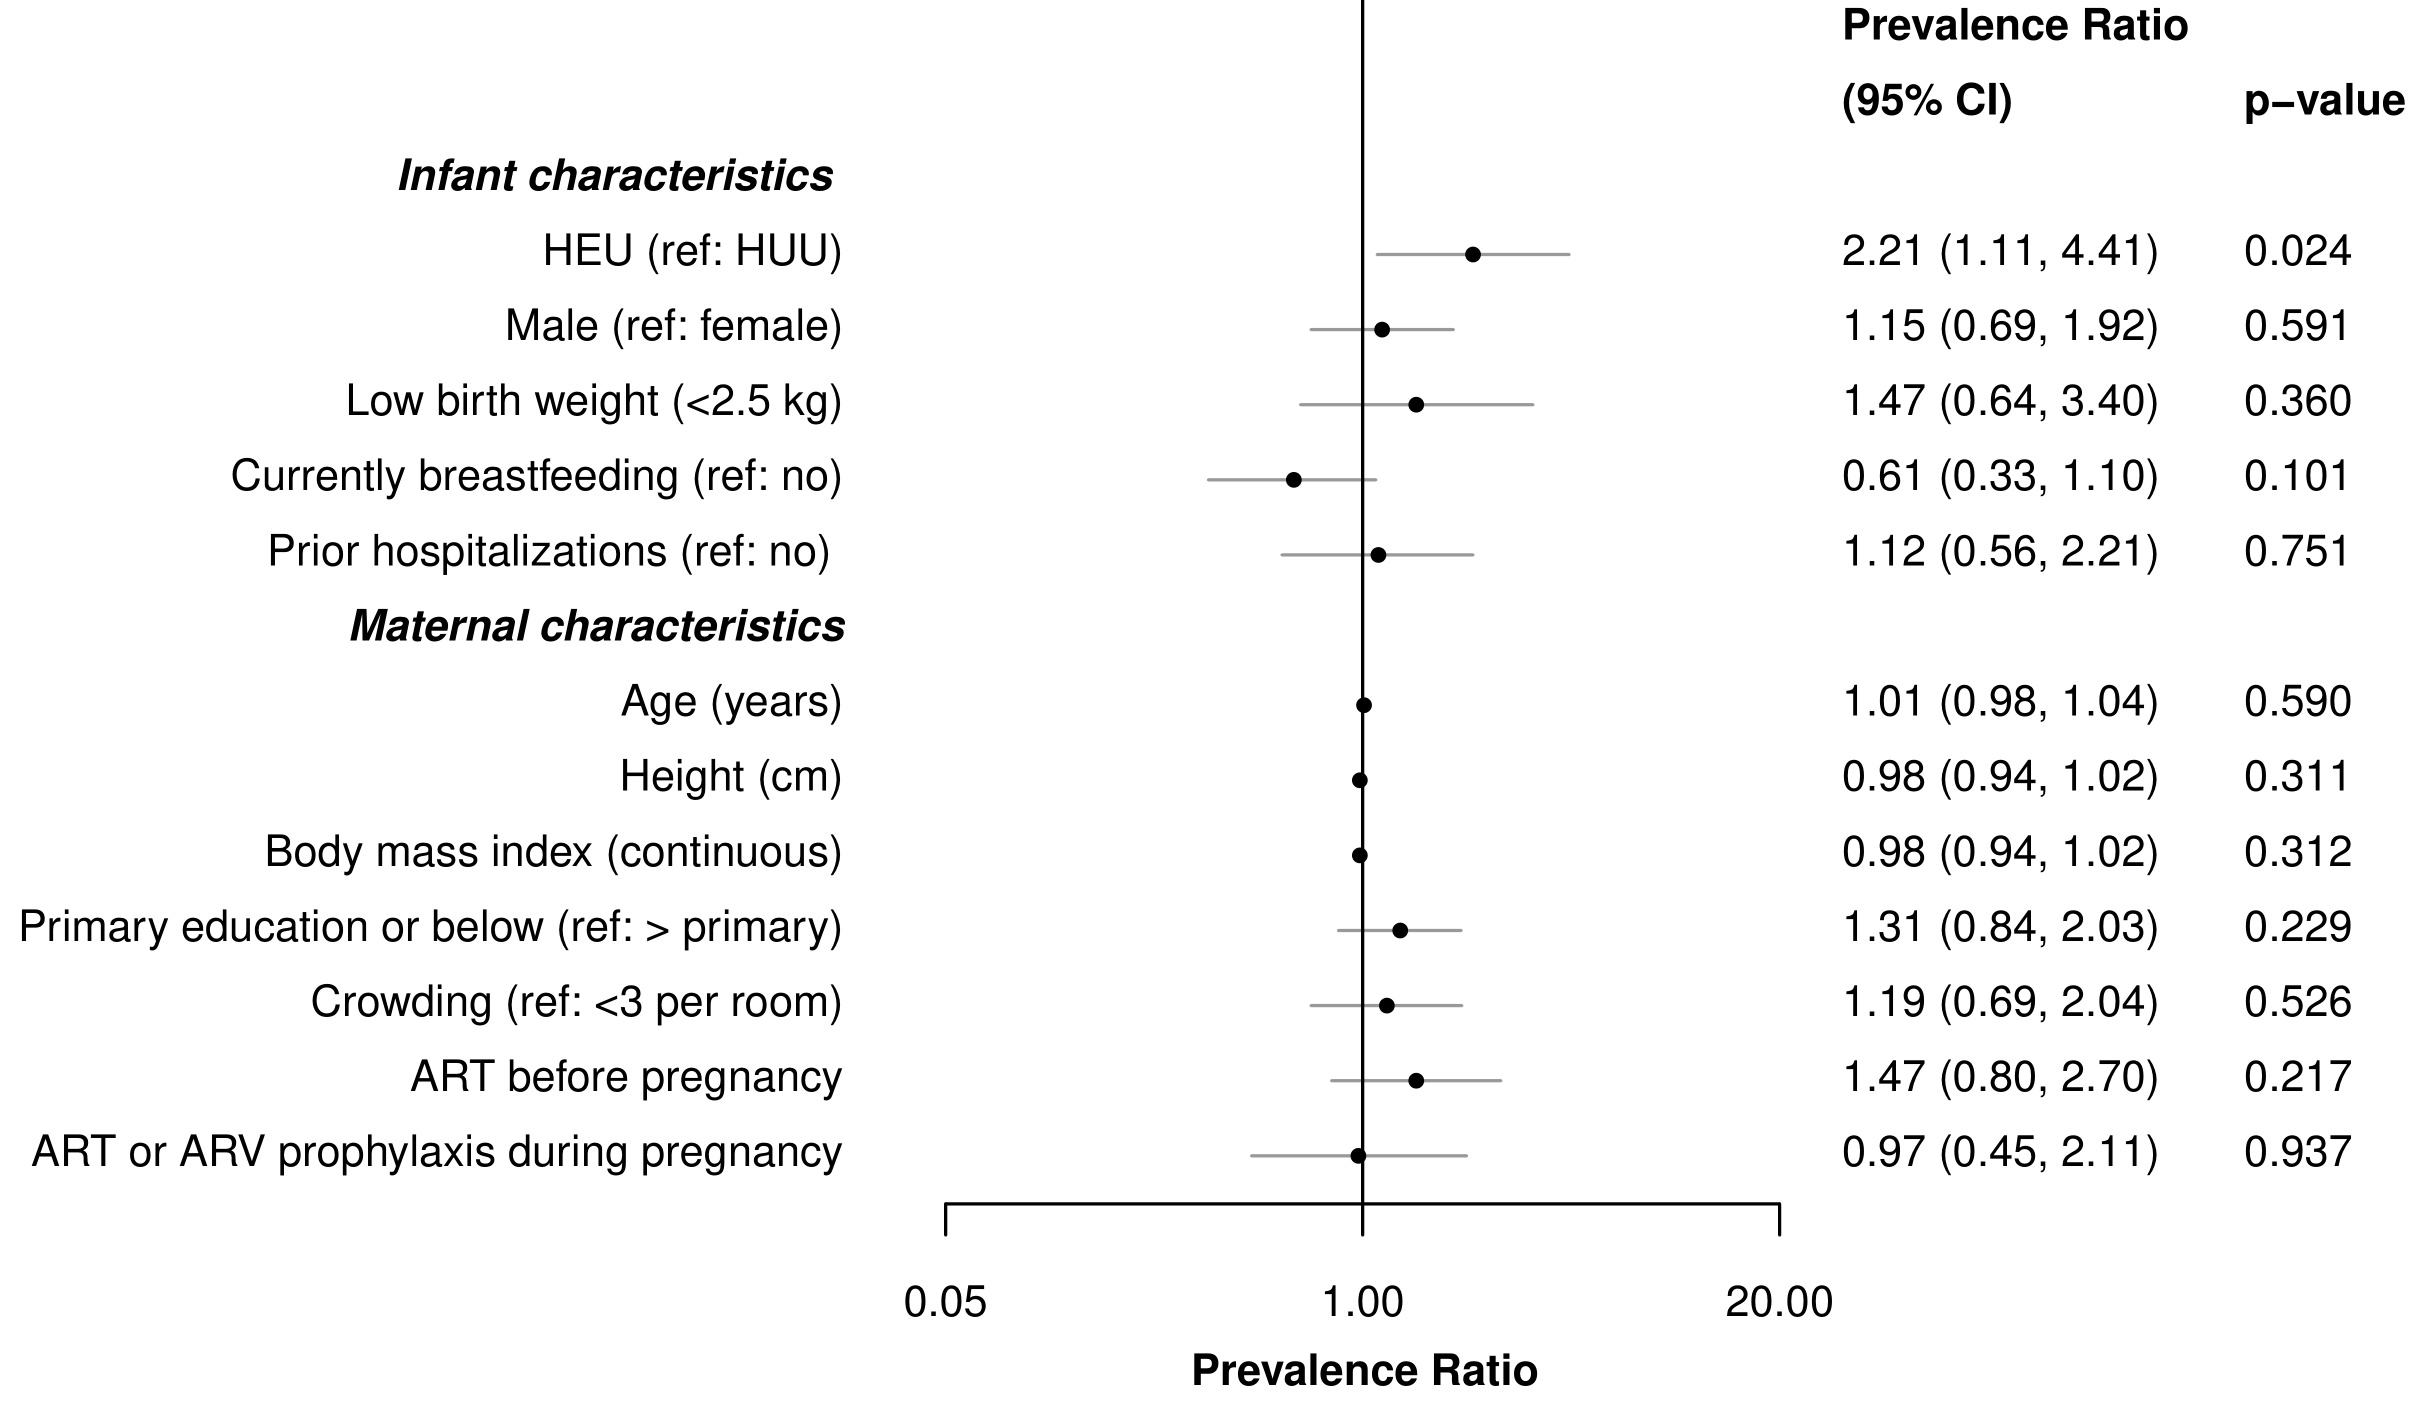 Prevalence Ratio
(95% CI) p−value
Infant characteristics
HEU (ref: HUU) 2.21 (1.11, 4.41) 0.024
Male (ref: female) 1.15 (0.69, 1.92) 0.591
Low birth weight (<2.5 kg) 1.47 (0.64, 3.40) 0.360
Currently breastfeeding (ref: no) 0.61 (0.33, 1.10) 0.101
Prior hospitalizations (ref: no) 1.12 (0.56, 2.21) 0.751
Maternal characteristics
Age (years) 1.01 (0.98, 1.04) 0.590
Height (cm) 0.98 (0.94, 1.02) 0.311
Body mass index (continuous) 0.98 (0.94, 1.02) 0.312
Primary education or below (ref: > primary) 1.31 (0.84, 2.03) 0.229
Crowding (ref: <3 per room) 1.19 (0.69, 2.04) 0.526
ART before pregnancy 1.47 (0.80, 2.70) 0.217
ART or ARV prophylaxis during pregnancy 0.97 (0.45, 2.11) 0.937
0.05 1.00 20.00
Prevalence Ratio